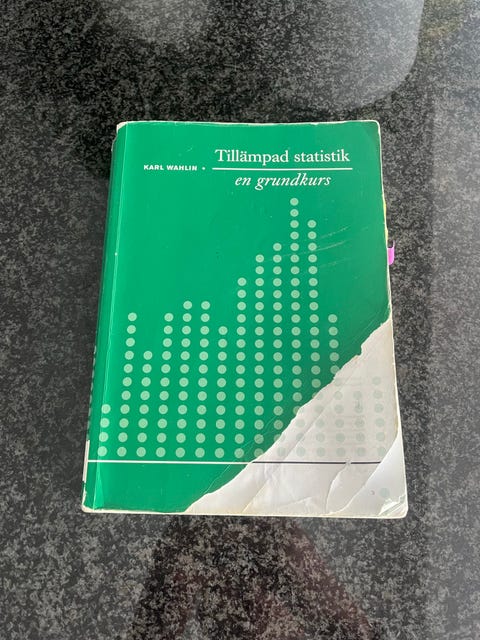 KARL WAHLIN •
Tillämpad statistik
en grundkurs